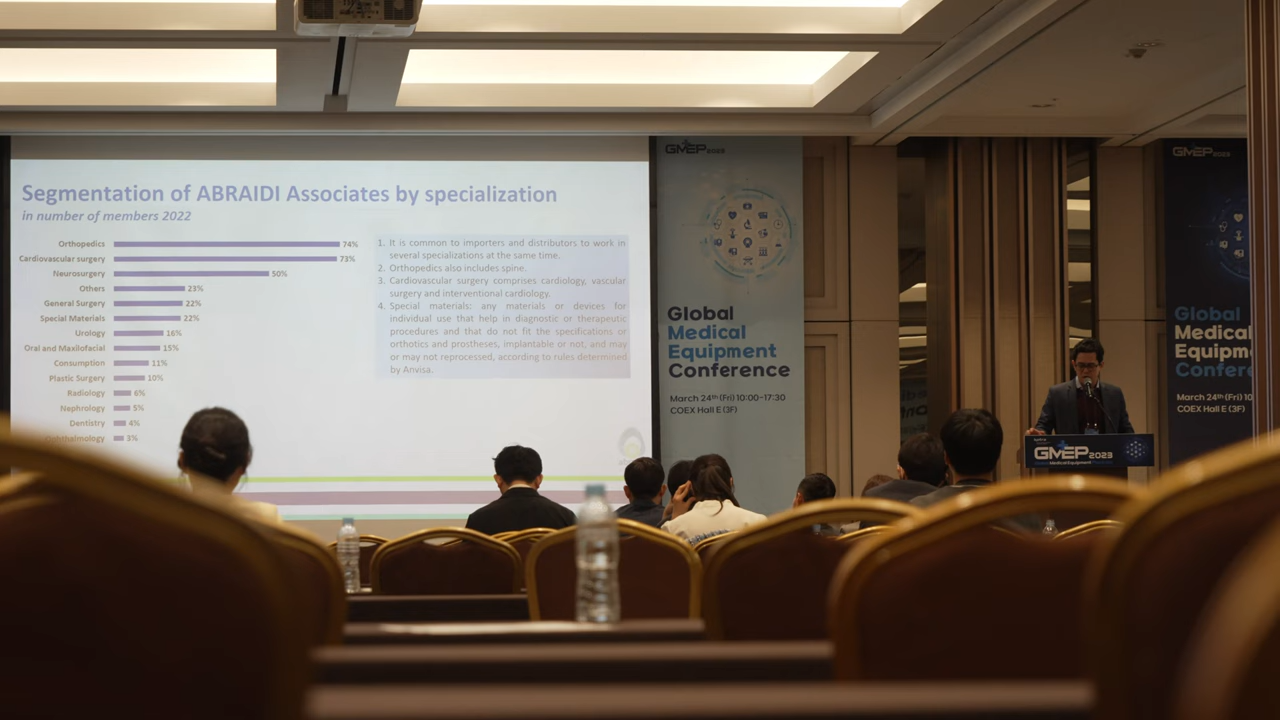 Segmentation of ABRAIDI Associates by specialization
in number of members 2022
Orthopedics 74%
Cardiovascular surgery 73%
Neurosurgery 50%
Others 23%
General Surgery 22%
Special Materials 22%
Urology 16%
Oral and Maxilofacial 15%
Consumption 11%
Plastic Surgery 10%
Radiology 6%
Nephrology 5%
Dentistry 4%
Ophthalmology 3%
1. It is common to importers and distributors to work in
several specializations at the same time.
2. Orthopedics also includes spine.
3. Cardiovascular surgery comprises cardiology, vascular
surgery and interventional cardiology.
4. Special materials: any materials or devices for
individual use that help in diagnostic or therapeutic
procedures and that do not fit the specifications or
orthotics and prostheses, implantable or not, and may
or may not reprocessed, according to rules determined
by Anvisa.
GMEP 2023
Global
Medical
Equipment
Conference
March 24th (Fri) 10:00-17:30
COEX Hall E (3F)
GMEP 2023
Medical Equipment
GMEP 2023
Global
Medical
Equipm
Confere
March 24th (Fri) 10
COEX Hall E (3F)